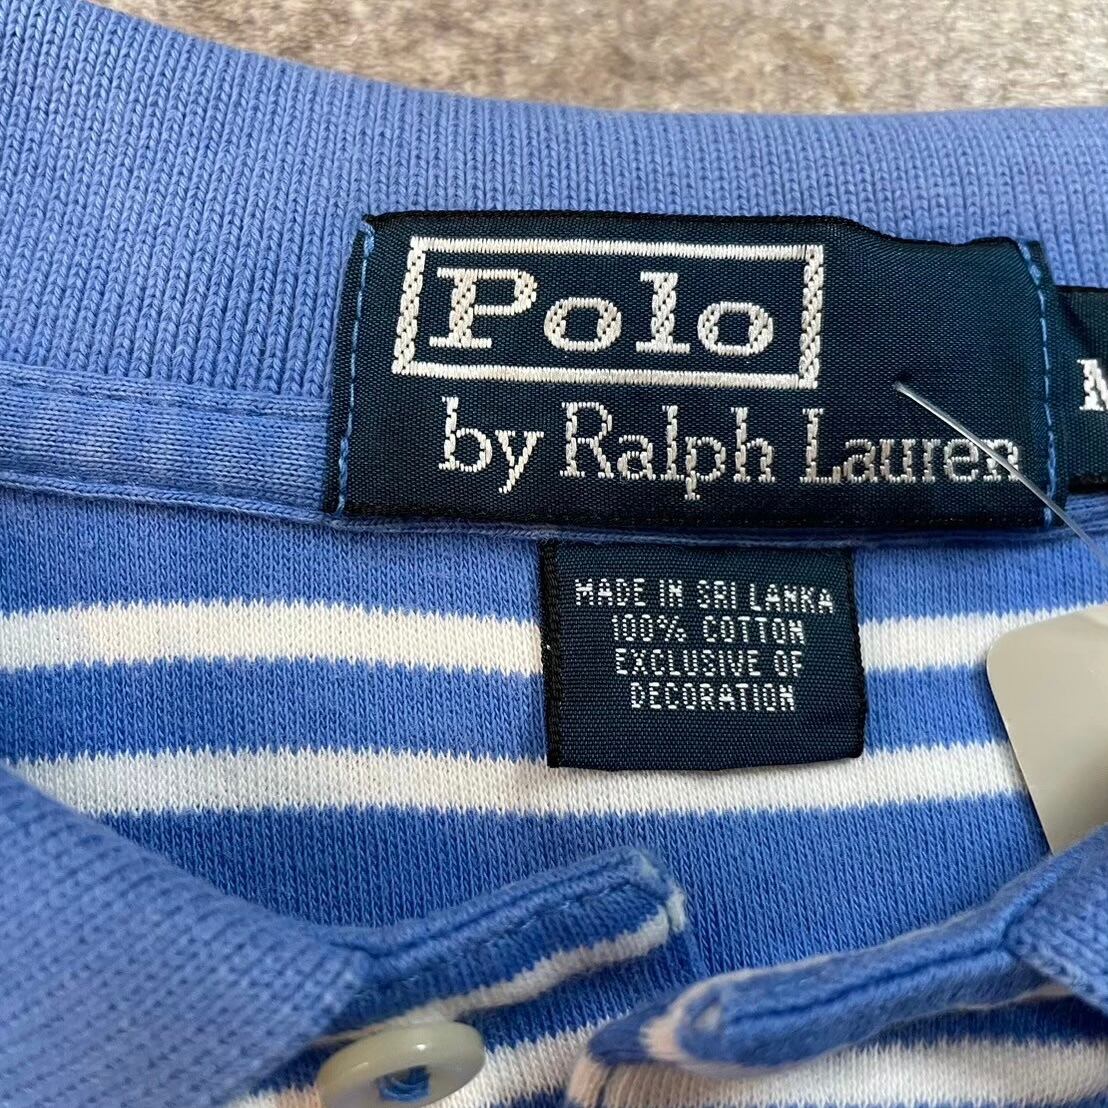 Polo
by Ralph Lauren
M
MADE IN SRI LANKA
100% COTTON
EXCLUSIVE OF
DECORATION